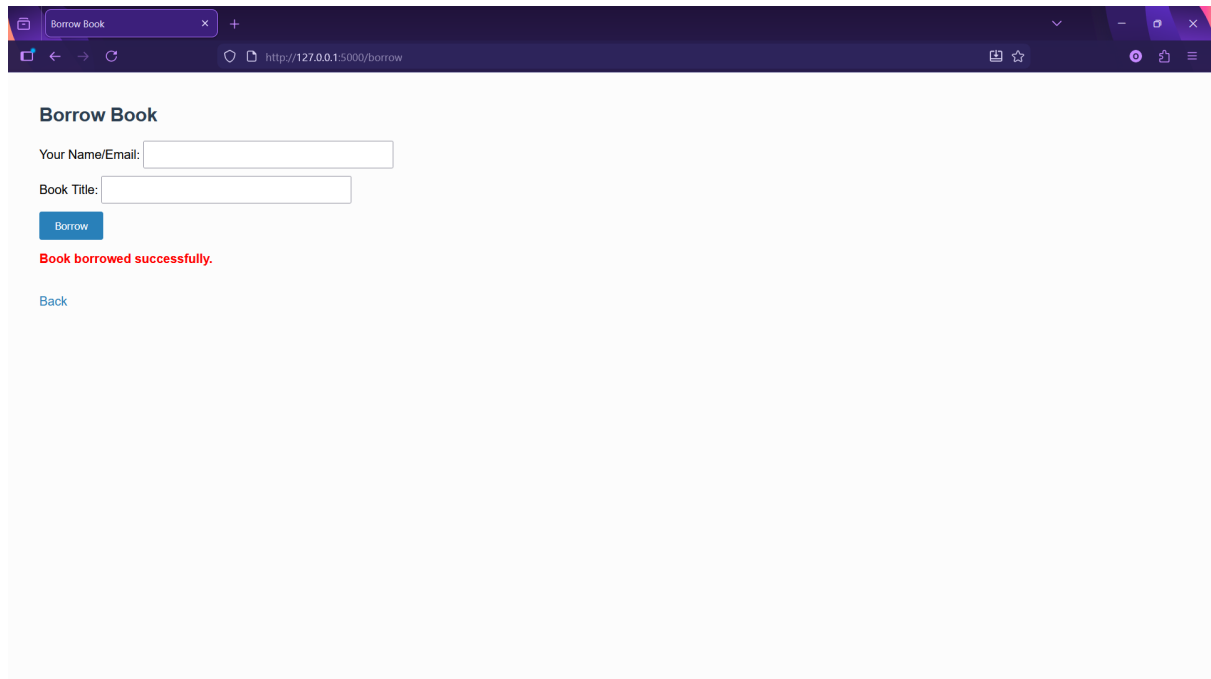 Borrow Book
http://127.0.0.1:5000/borrow
Borrow Book
Your Name/Email:
Book Title:
Borrow
Book borrowed successfully.
Back